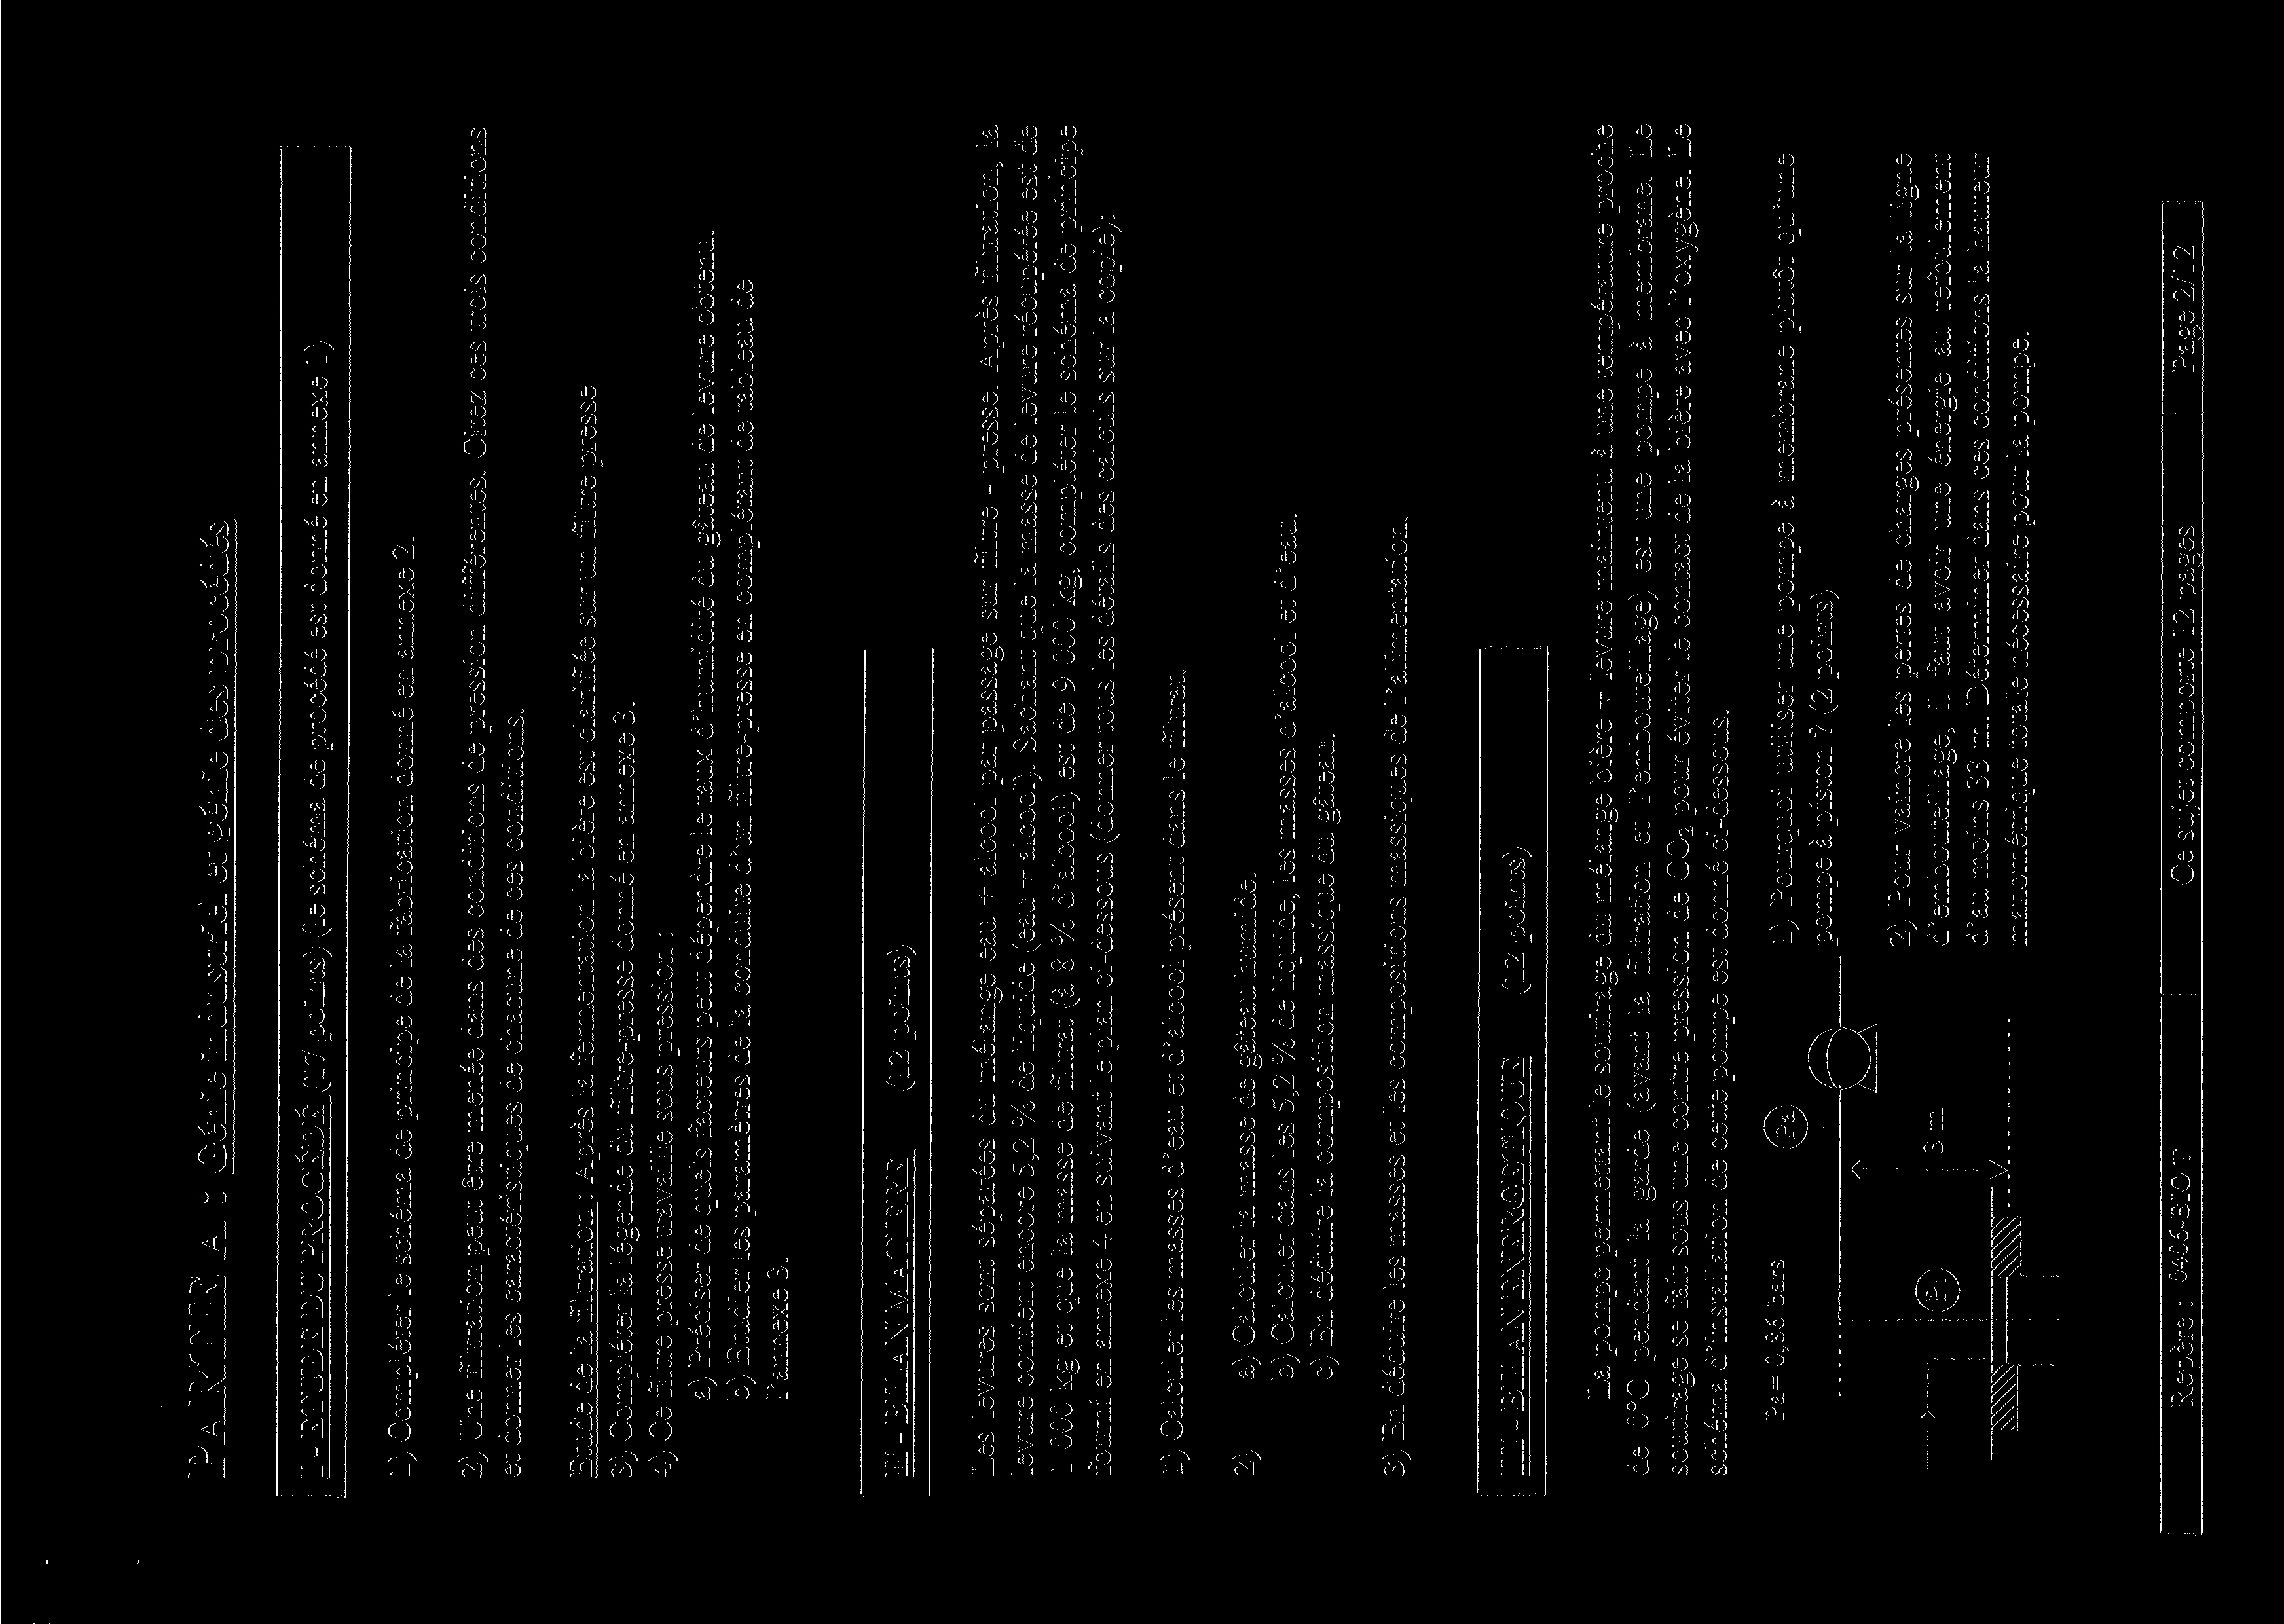 PARTIE A : Génie industriel et génie des procédés
I - ETUDE DU PROCÉDÉ (17 points) (le schéma de procédé est donné en annexe 1)
1) Compléter le schéma de principe de la fabrication donné en annexe 2.
2) Une filtration peut être menée dans des conditions de pression différentes. Citez ces trois conditions
et donner les caractéristiques de chacune de ces conditions.
Etude de la filtration : Après la fermentation la bière est clarifiée sur un filtre presse
3) Compléter la légende du filtre-presse donné en annexe 3.
4) Ce filtre presse travaille sous pression :
a) Préciser de quels facteurs peut dépendre le taux d'humidité du gâteau de levure obtenu.
b) Etudier les paramètres de la conduite d'un filtre-presse en complétant de tableau de
l'annexe 3.
II - BILAN MATIERE (12 points)
Les levures sont séparées du mélange eau + alcool par passage sur filtre - presse. Après filtration, la
levure contient encore 5,2 % de liquide (eau + alcool). Sachant que la masse de levure récupérée est de
1 000 kg et que la masse de filtrat (à 8 % d'alcool) est de 9 000 kg, compléter le schéma de principe
fourni en annexe 4 en suivant le plan ci-dessous (donner tous les détails des calculs sur la copie):
1) Calculer les masses d'eau et d'alcool présent dans le filtrat.
2) a) Calculer la masse de gâteau humide.
b) Calculer dans les 5,2 % de liquide, les masses d'alcool et d'eau.
c) En déduire la composition massique du gâteau.
3) En déduire les masses et les compositions massiques de l'alimentation.
III - BILAN ENERGETIQUE (12 points)
La pompe permettant le soutirage du mélange bière + levure maintenu à une température proche
de 0°C pendant la garde (avant la filtration et l'embouteillage) est une pompe à membrane. Le
soutirage se fait sous une contre pression de CO₂ pour éviter le contact de la bière avec l'oxygène. Le
schéma d'installation de cette pompe est donné ci-dessous.
Pa= 0,86 bars
Pa
3 m
1) Pourquoi utiliser une pompe à membrane plutôt qu'une
pompe à piston ? (2 points)
2) Pour vaincre les pertes de charges présentes sur la ligne
d'embouteillage, il faut avoir une énergie au refoulement
d'au moins 33 m. Déterminer dans ces conditions la hauteur
manométrique totale nécessaire pour la pompe.
Repère : 0406-BIO T Ce sujet comporte 12 pages Page 2/12